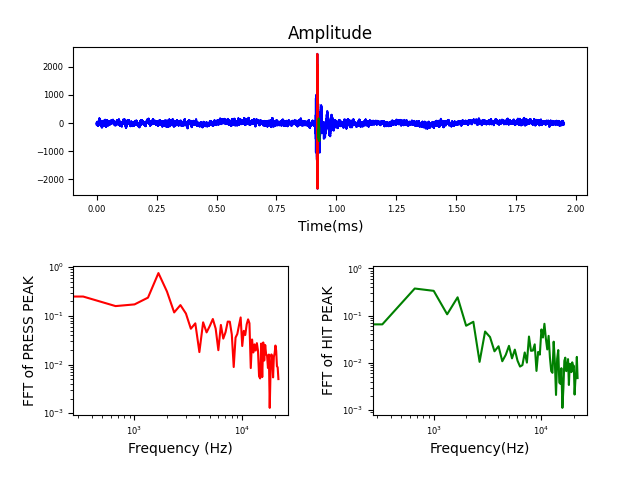 Amplitude
2000
1000
0
−1000
−2000
0.00 0.25 0.50 0.75 1.00 1.25 1.50 1.75 2.00
Time(ms)
FFT of PRESS PEAK
10⁰
10⁻¹
10⁻²
10⁻³
10³ 10⁴
Frequency (Hz)
FFT of HIT PEAK
10⁰
10⁻¹
10⁻²
10⁻³
10³ 10⁴
Frequency(Hz)